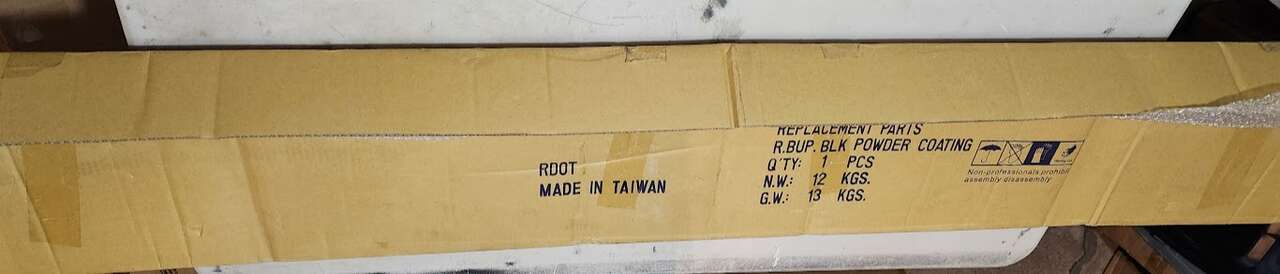 RDOT
MADE IN TAIWAN
REPLACEMENT PARTS
R.BUP. BLK POWDER COATING
Q'TY: 1 PCS
N.W.: 12 KGS.
G.W.: 13 KGS.
Non-professionals prohibi
assembly disassembly